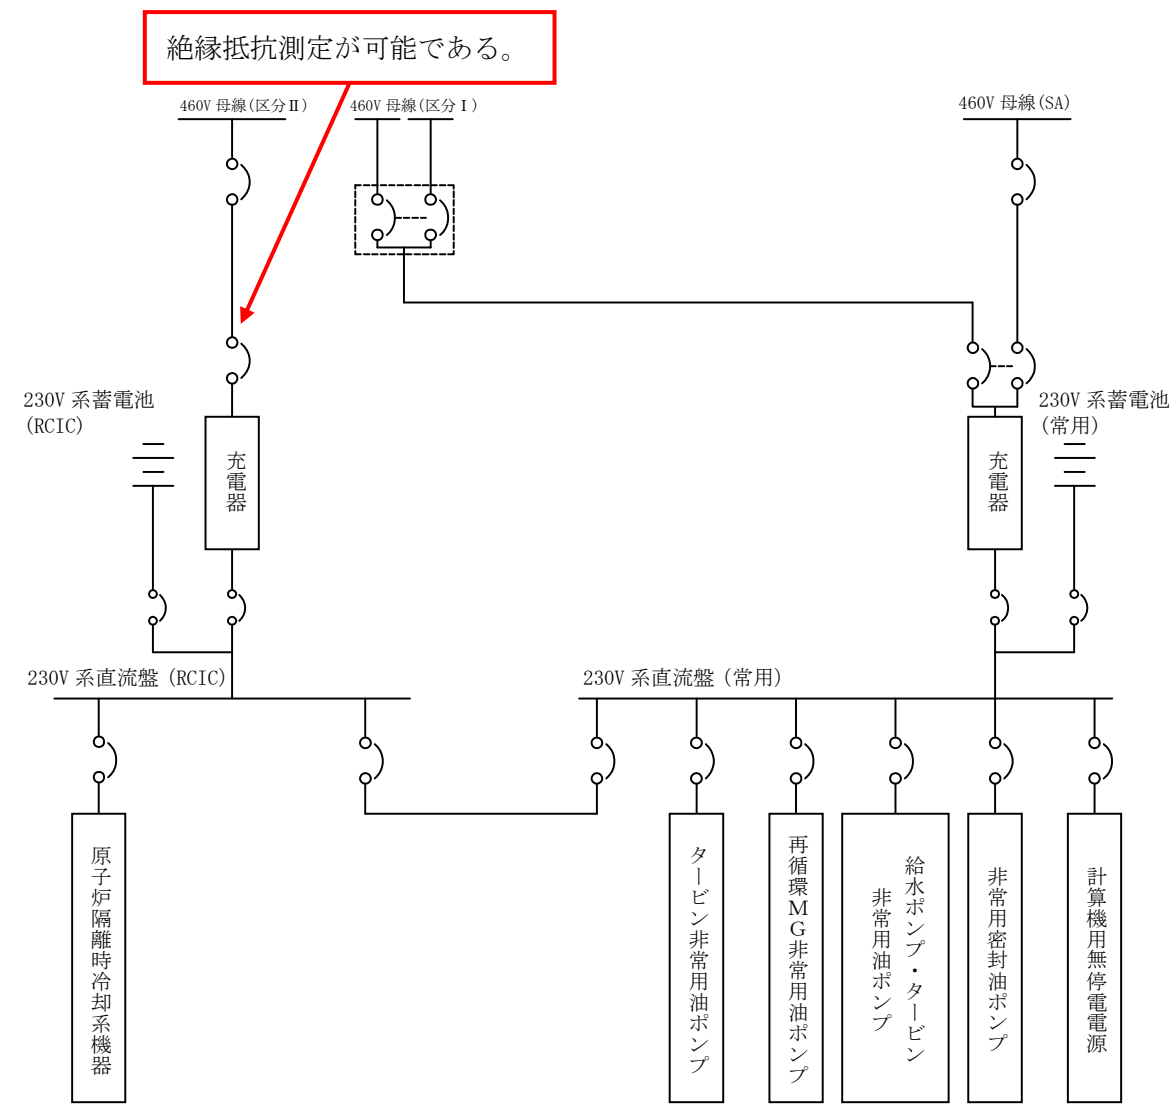 絶縁抵抗測定が可能である。
460V 母線(区分Ⅱ)
460V 母線(区分Ⅰ)
460V 母線(SA)
230V 系蓄電池
(RCIC)
充電器
充電器
230V 系蓄電池
(常用)
230V 系直流盤 (RCIC)
230V 系直流盤 (常用)
原子炉隔離時冷却系機器
タービン非常用油ポンプ
再循環MG非常用油ポンプ
給水ポンプ・タービン
非常用油ポンプ
非常用密封油ポンプ
計算機用無停電電源